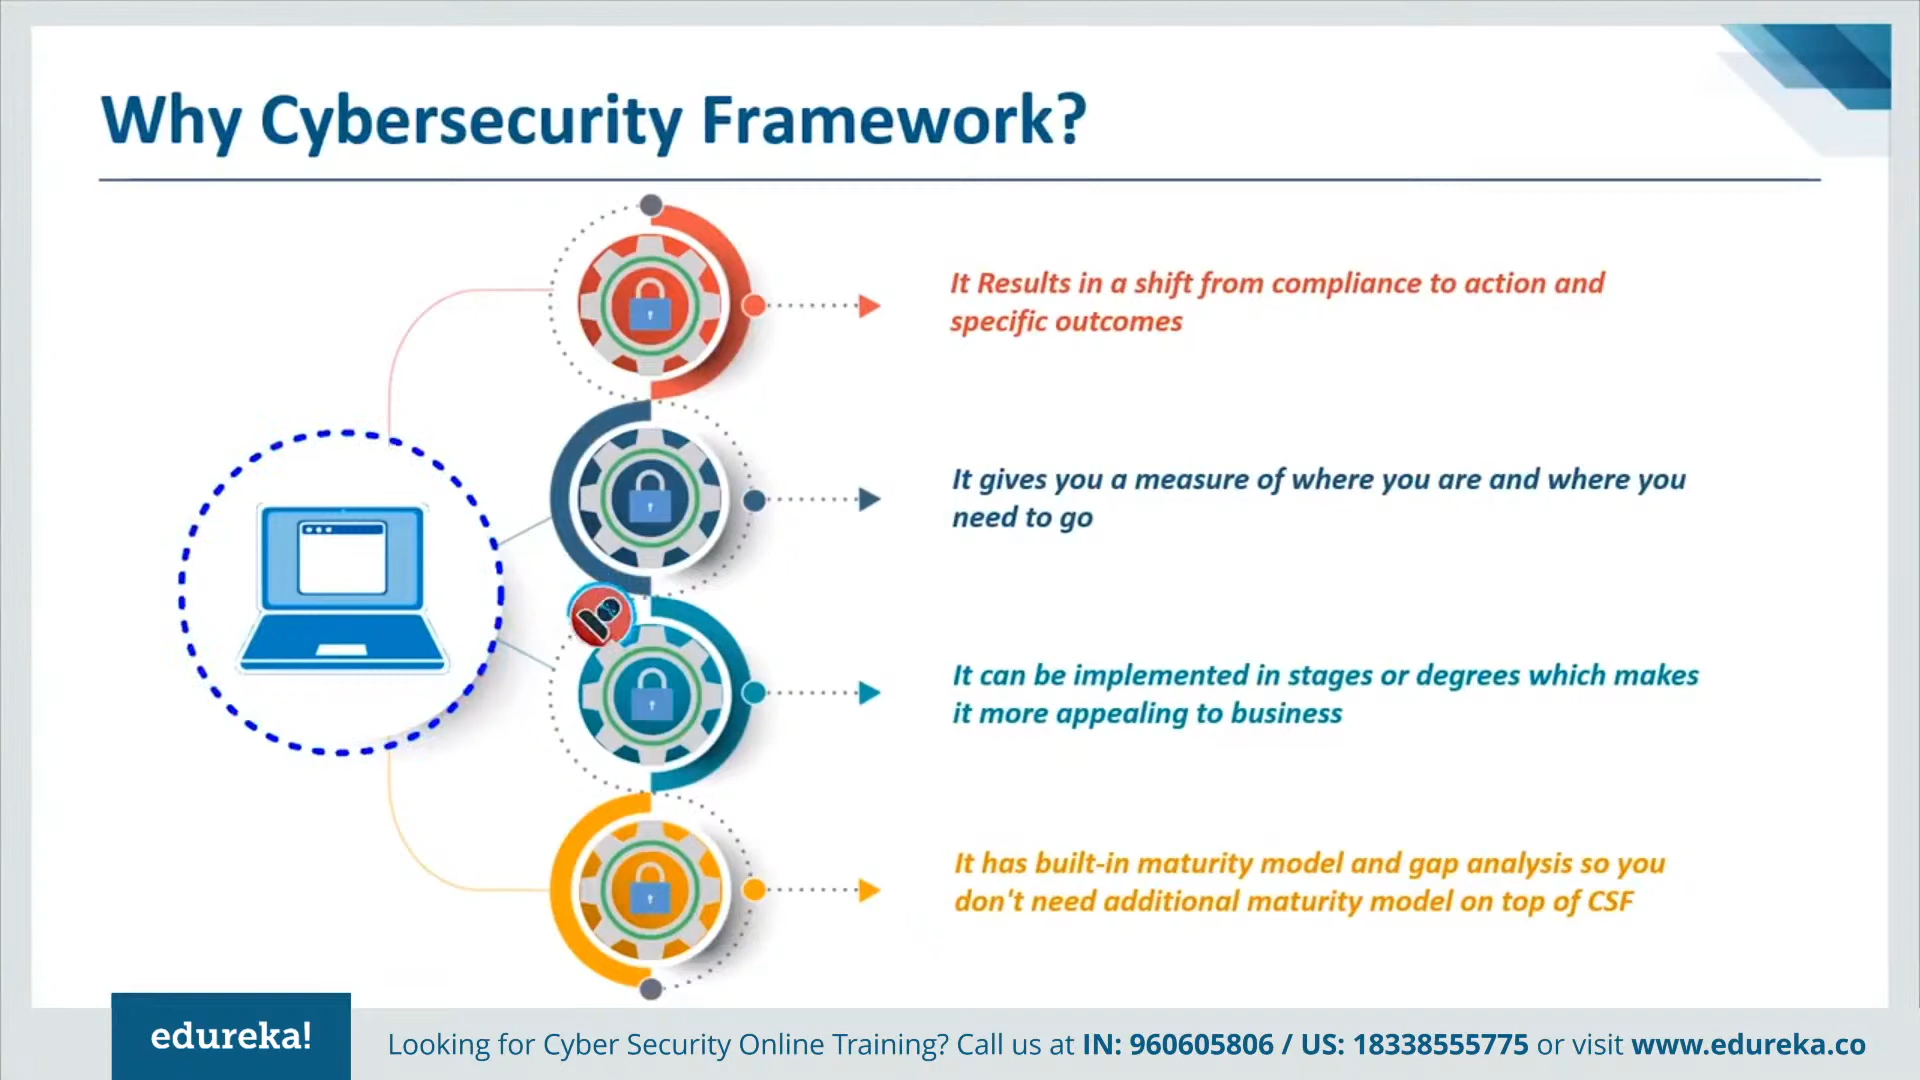 Why Cybersecurity Framework?
It Results in a shift from compliance to action and
specific outcomes
It gives you a measure of where you are and where you
need to go
It can be implemented in stages or degrees which makes
it more appealing to business
It has built-in maturity model and gap analysis so you
don't need additional maturity model on top of CSF
edureka!
Looking for Cyber Security Online Training? Call us at IN: 960605806 / US: 18338555775 or visit www.edureka.co